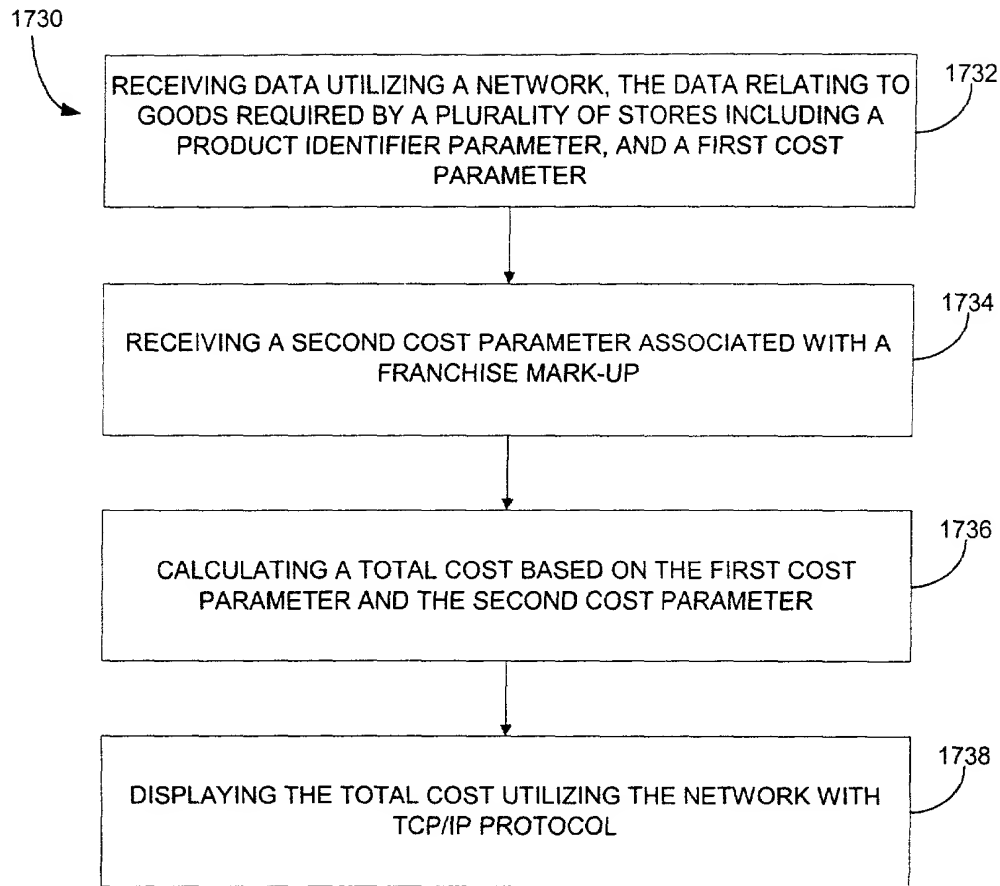 1730
RECEIVING DATA UTILIZING A NETWORK, THE DATA RELATING TO
GOODS REQUIRED BY A PLURALITY OF STORES INCLUDING A
PRODUCT IDENTIFIER PARAMETER, AND A FIRST COST
PARAMETER
1732
RECEIVING A SECOND COST PARAMETER ASSOCIATED WITH A
FRANCHISE MARK-UP
1734
CALCULATING A TOTAL COST BASED ON THE FIRST COST
PARAMETER AND THE SECOND COST PARAMETER
1736
DISPLAYING THE TOTAL COST UTILIZING THE NETWORK WITH
TCP/IP PROTOCOL
1738